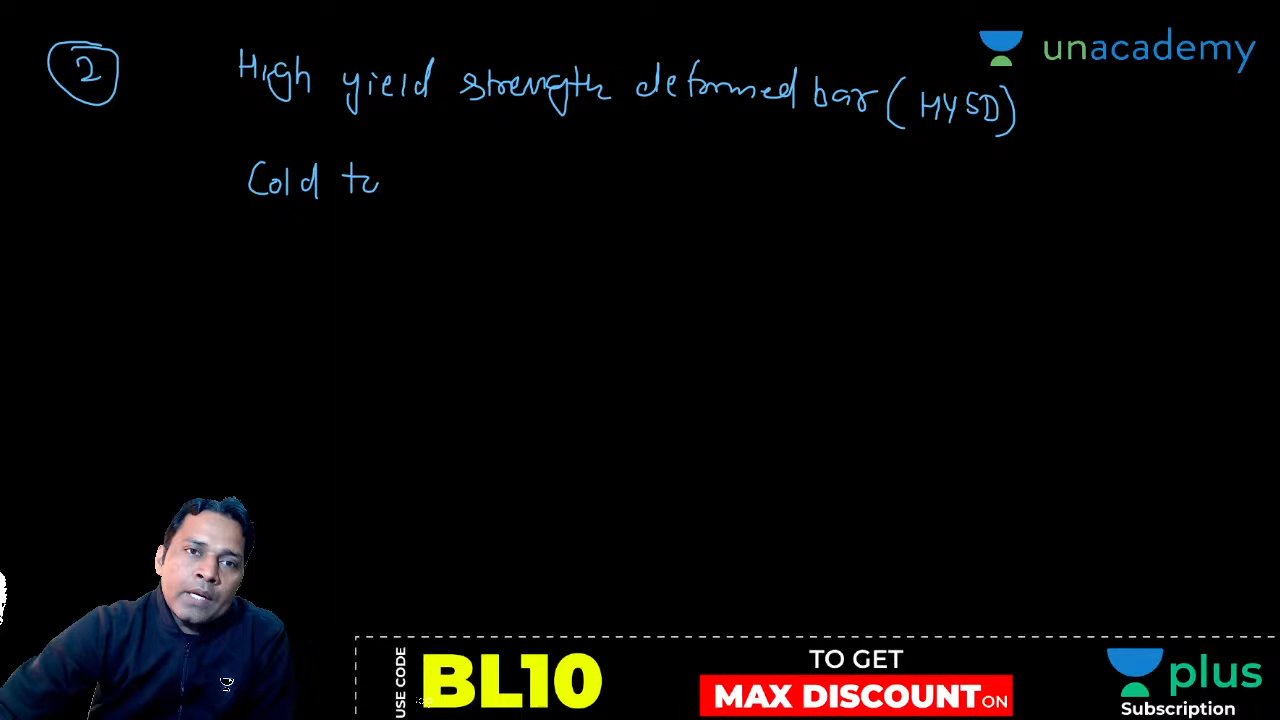 2 High yield strength deformed bar (HYSD)
unacademy
Cold to
USE CODE
BL10
TO GET
MAX DISCOUNT ON
plus
Subscription